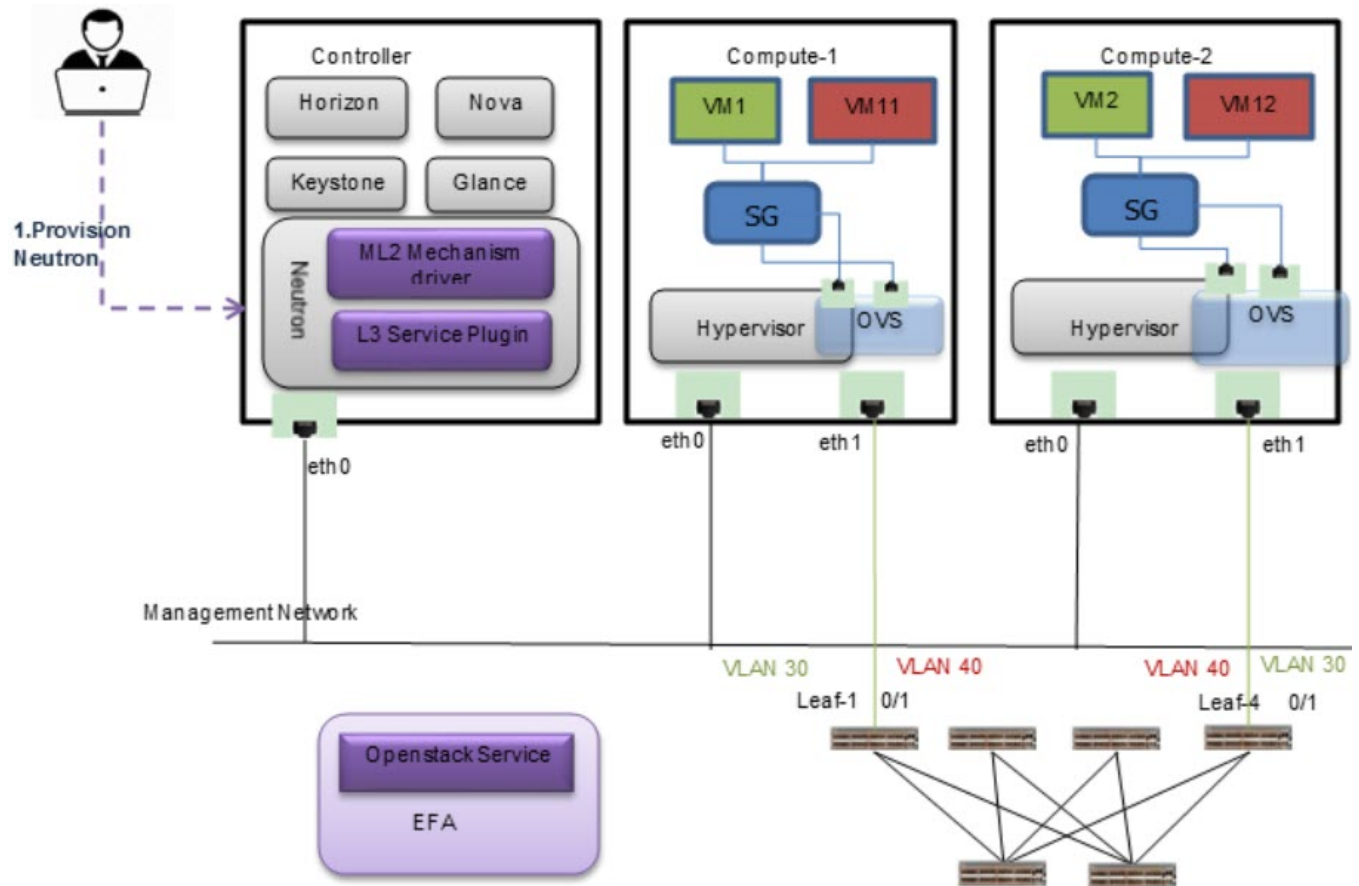 1.Provision
Neutron
Controller
Horizon
Nova
Keystone
Glance
Neutron
ML2 Mechanism
driver
L3 Service Plugin
eth0
Compute-1
VM1
VM11
SG
Hypervisor
OVS
eth0
eth1
Compute-2
VM2
VM12
SG
Hypervisor
OVS
eth0
eth1
Management Network
VLAN 30
VLAN 40
VLAN 40
VLAN 30
Leaf-1 0/1
Leaf-4 0/1
Openstack Service
EFA